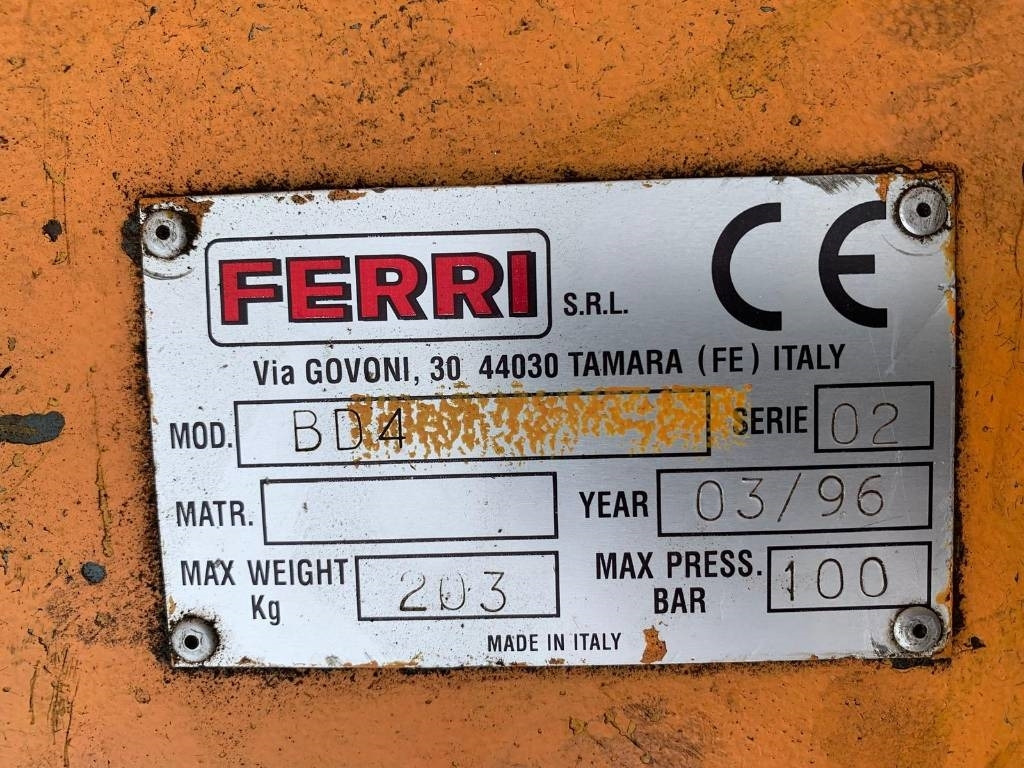 FERRI S.R.L. CE
Via GOVONI, 30 44030 TAMARA (FE) ITALY
MOD. BD4 SERIE 02
MATR. YEAR 03/96
MAX WEIGHT Kg 203 MAX PRESS. BAR 100
MADE IN ITALY